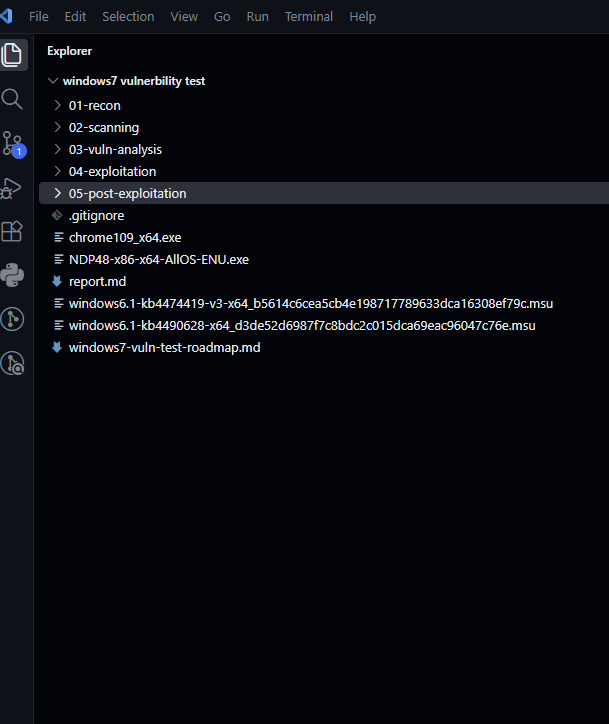 File Edit Selection View Go Run Terminal Help
Explorer
windows7 vulnerbility test
01-recon
02-scanning
03-vuln-analysis
1
04-exploitation
05-post-exploitation
.gitignore
chrome109_x64.exe
NDP48-x86-x64-AllOS-ENU.exe
report.md
windows6.1-kb4474419-v3-x64_b5614c6cea5cb4e198717789633dca16308ef79c.msu
windows6.1-kb4490628-x64_d3de52d6987f7c8bdc2c015dca69eac96047c76e.msu
windows7-vuln-test-roadmap.md